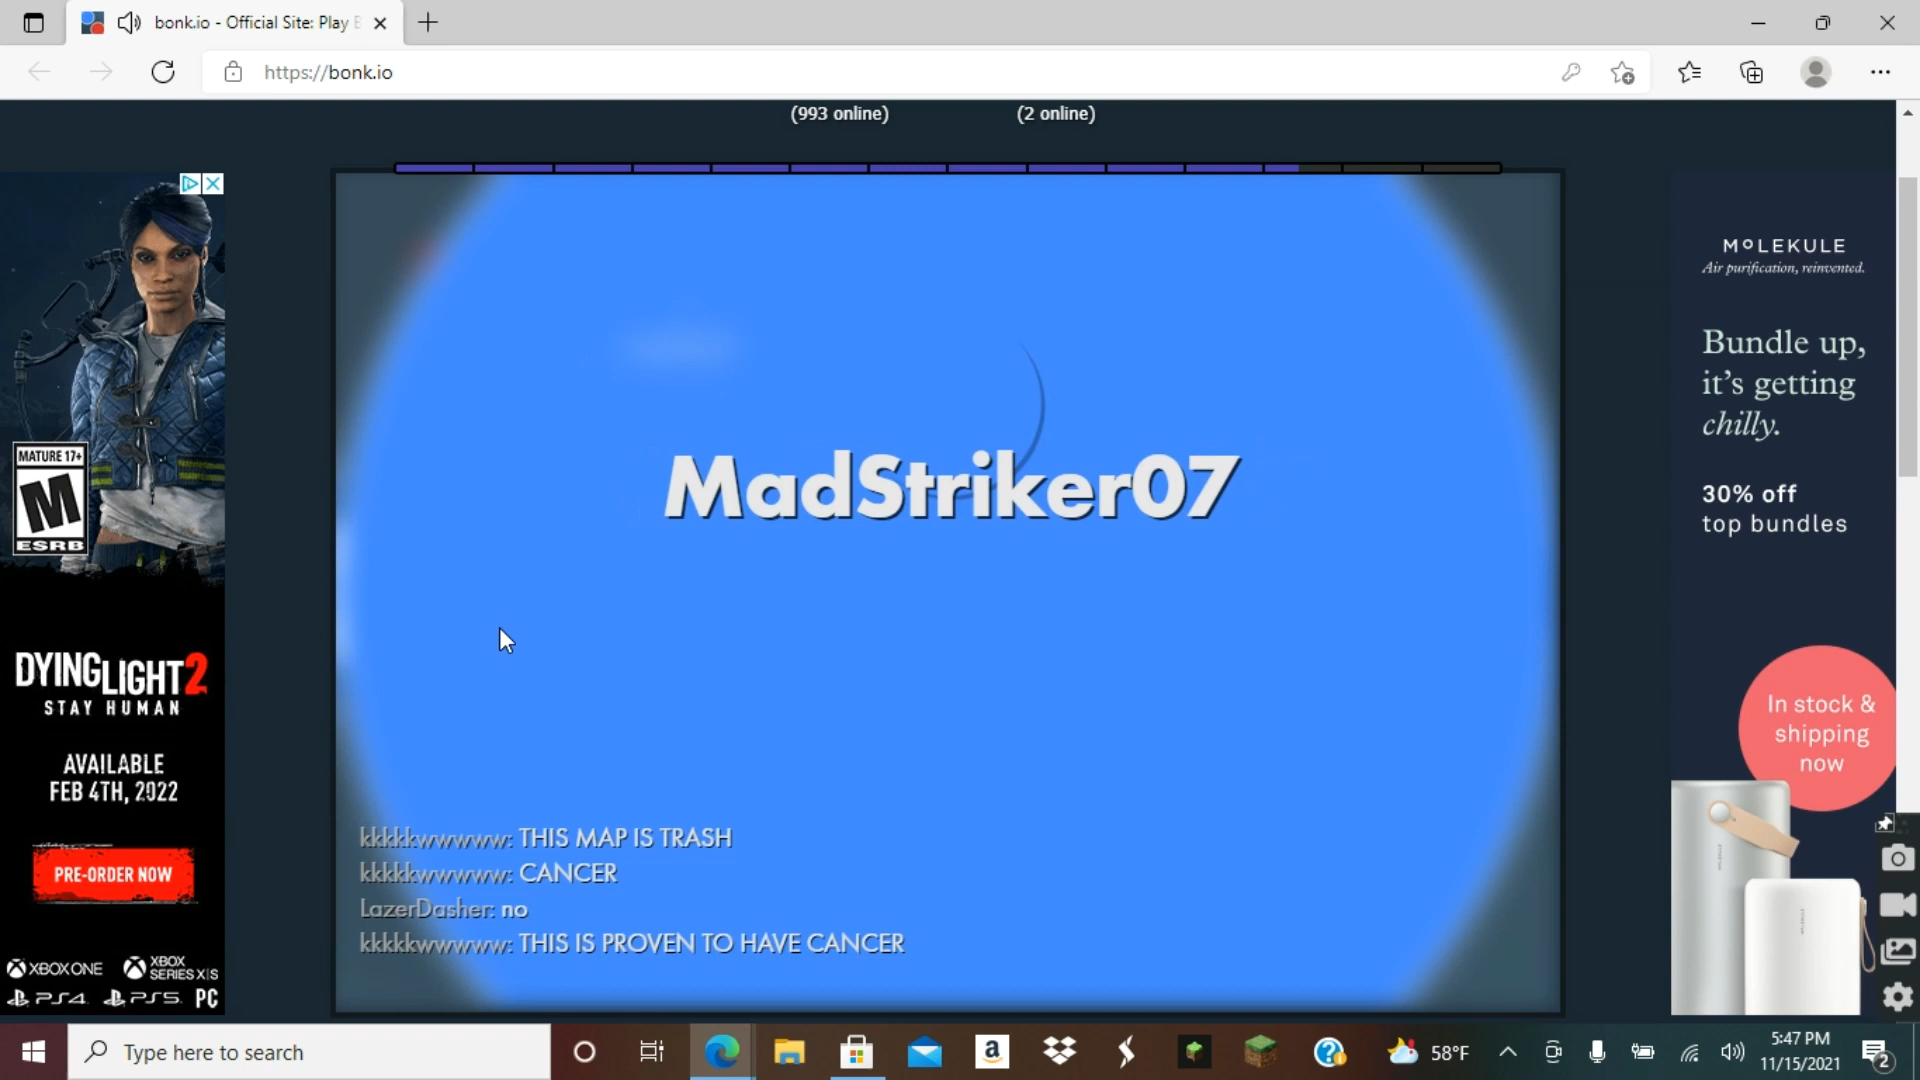 bonk.io - Official Site: Play B
https://bonk.io
(993 online) (2 online)
MATURE 17+
M
ESRB
DYING LIGHT 2
STAY HUMAN
AVAILABLE
FEB 4TH, 2022
PRE-ORDER NOW
XBOX ONE XBOX SERIES X|S
PS4 PS5 PC
MadStriker07
kkkkkwwwww: THIS MAP IS TRASH
kkkkkwwwww: CANCER
LazerDasher: no
kkkkkwwwww: THIS IS PROVEN TO HAVE CANCER
MOLEKULE
Air purification, reinvented.
Bundle up,
it's getting
chilly.
30% off
top bundles
In stock &
shipping
now
Type here to search
a
58°F
5:47 PM
11/15/2021
2